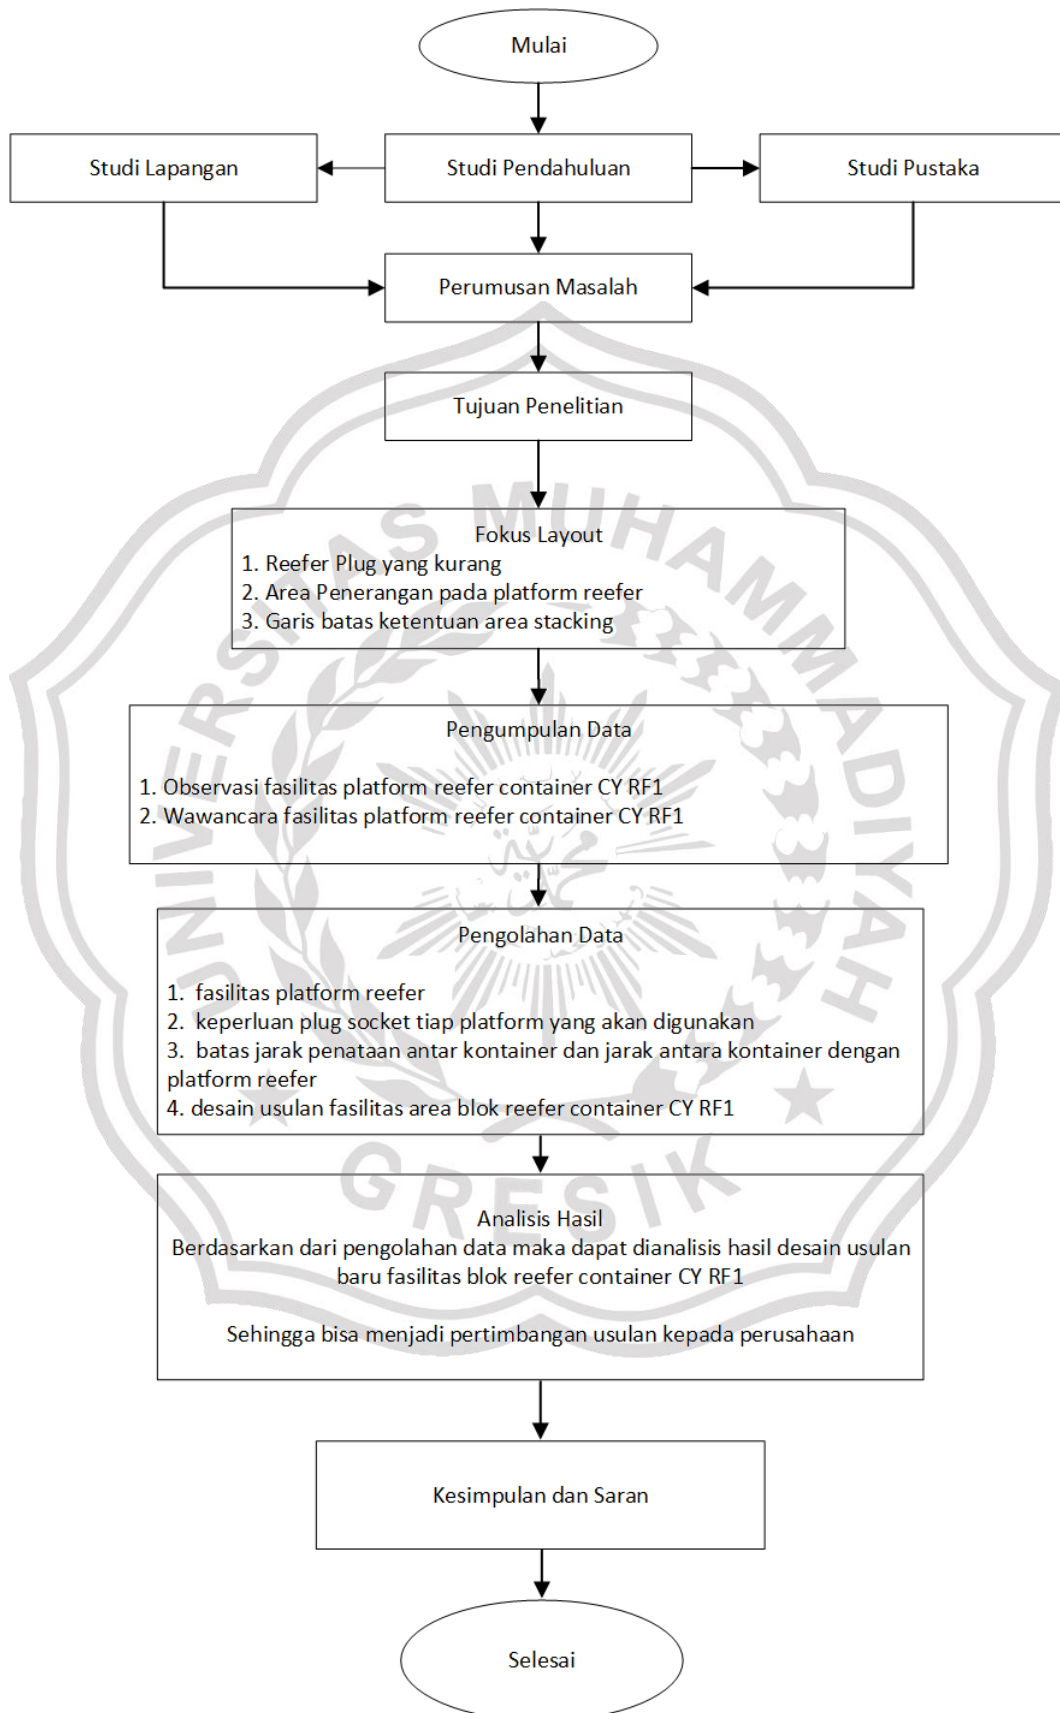 Mulai
Studi Lapangan
Studi Pendahuluan
Studi Pustaka
Perumusan Masalah
Tujuan Penelitian
Fokus Layout
1. Reefer Plug yang kurang
2. Area Penerangan pada platform reefer
3. Garis batas ketentuan area stacking
Pengumpulan Data
1. Observasi fasilitas platform reefer container CY RF1
2. Wawancara fasilitas platform reefer container CY RF1
Pengolahan Data
1. fasilitas platform reefer
2. keperluan plug socket tiap platform yang akan digunakan
3. batas jarak penataan antar kontainer dan jarak antara kontainer dengan
platform reefer
4. desain usulan fasilitas area blok reefer container CY RF1
Analisis Hasil
Berdasarkan dari pengolahan data maka dapat dianalisis hasil desain usulan
baru fasilitas blok reefer container CY RF1
Sehingga bisa menjadi pertimbangan usulan kepada perusahaan
Kesimpulan dan Saran
Selesai
UNIVERSITAS MUHAMMADIYAH
GRESIK